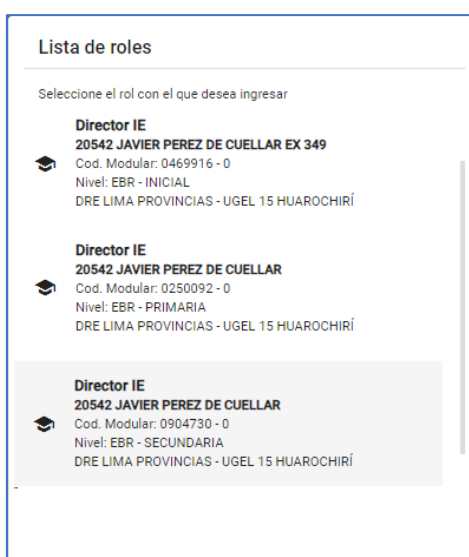 Lista de roles
Seleccione el rol con el que desea ingresar
Director IE
20542 JAVIER PEREZ DE CUELLAR EX 349
Cod. Modular: 0469916 - 0
Nivel: EBR - INICIAL
DRE LIMA PROVINCIAS - UGEL 15 HUAROCHIRÍ
Director IE
20542 JAVIER PEREZ DE CUELLAR
Cod. Modular: 0250092 - 0
Nivel: EBR - PRIMARIA
DRE LIMA PROVINCIAS - UGEL 15 HUAROCHIRÍ
Director IE
20542 JAVIER PEREZ DE CUELLAR
Cod. Modular: 0904730 - 0
Nivel: EBR - SECUNDARIA
DRE LIMA PROVINCIAS - UGEL 15 HUAROCHIRÍ